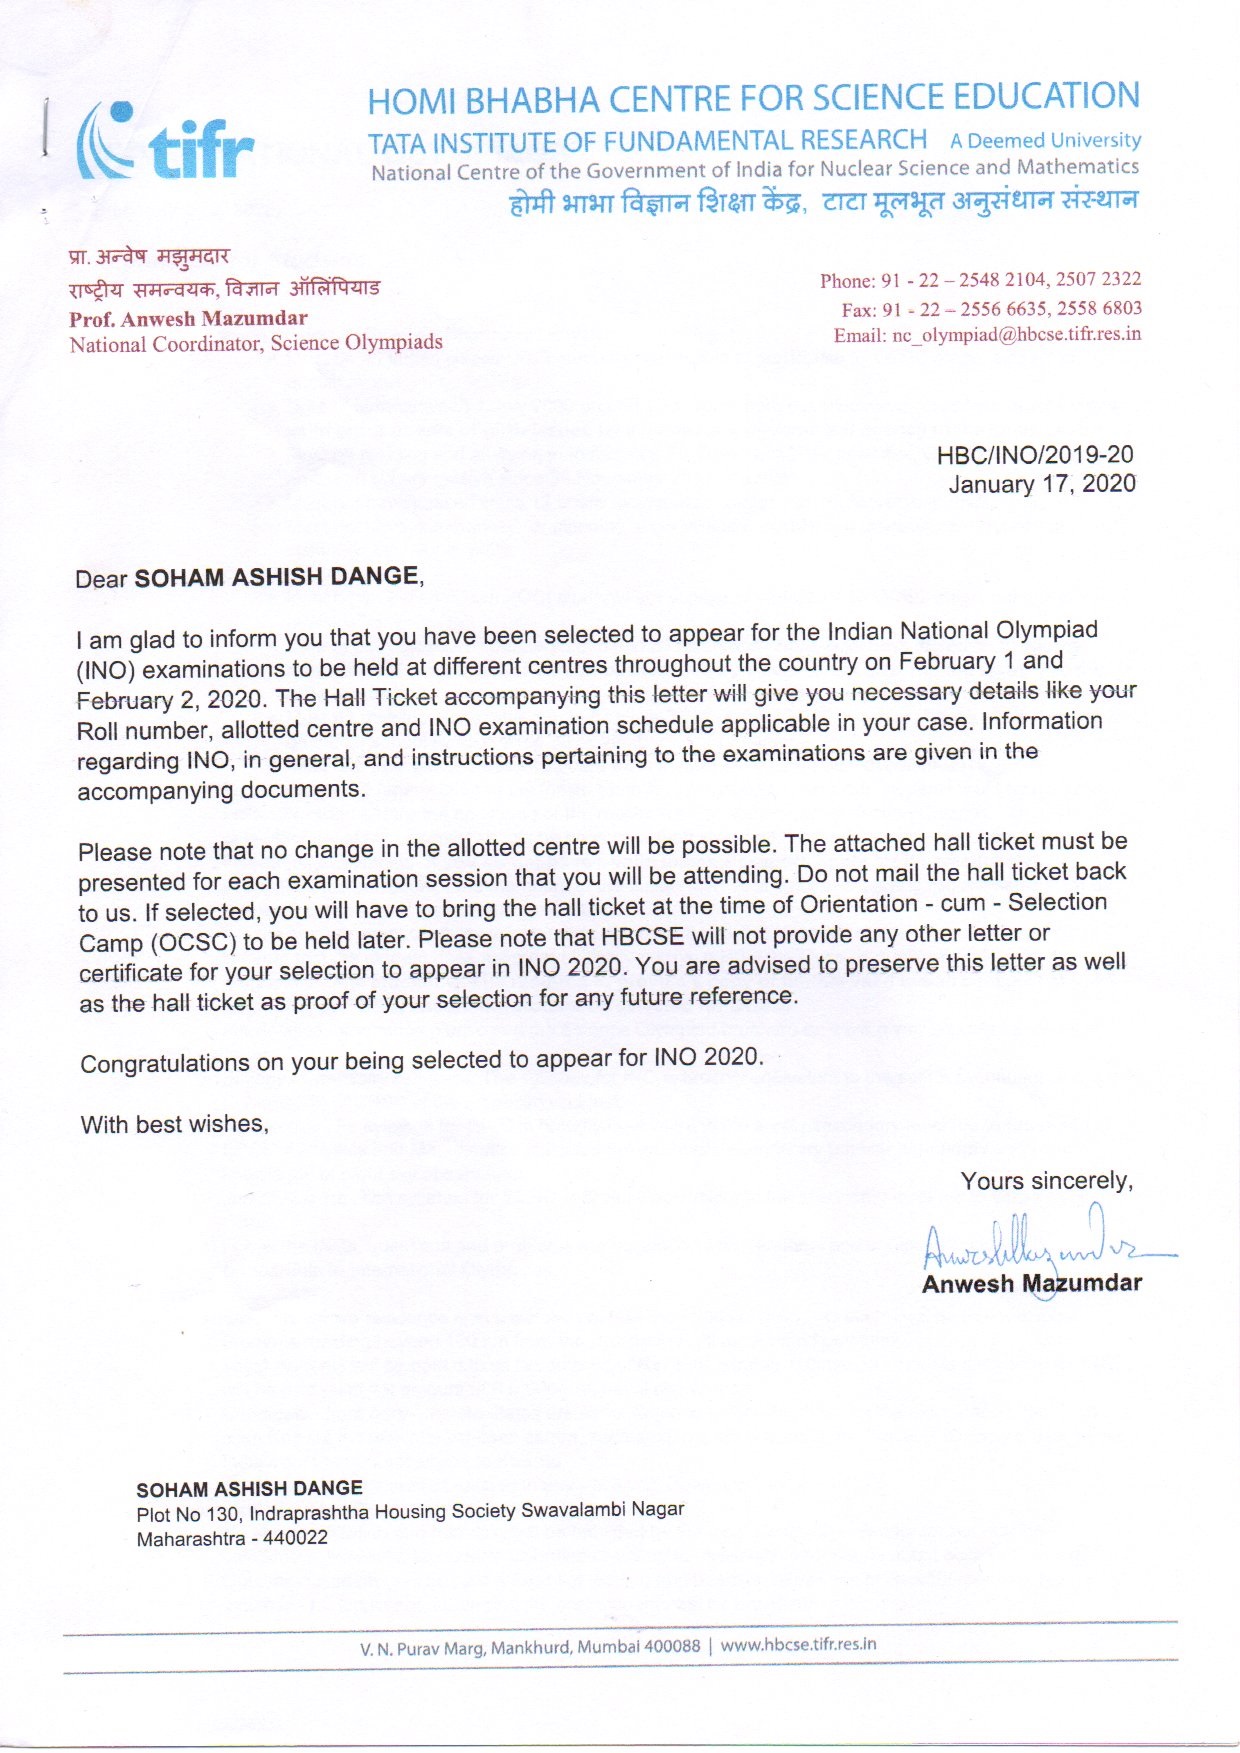 tifr
HOMI BHABHA CENTRE FOR SCIENCE EDUCATION
TATA INSTITUTE OF FUNDAMENTAL RESEARCH A Deemed University
National Centre of the Government of India for Nuclear Science and Mathematics
होमी भाभा विज्ञान शिक्षा केंद्र, टाटा मूलभूत अनुसंधान संस्थान
प्रा. अन्वेष मझुमदार
राष्ट्रीय समन्वयक, विज्ञान ऑलिंपियाड
Prof. Anwesh Mazumdar
National Coordinator, Science Olympiads
Phone: 91 - 22 – 2548 2104, 2507 2322
Fax: 91 - 22 – 2556 6635, 2558 6803
Email: nc_olympiad@hbcse.tifr.res.in
HBC/INO/2019-20
January 17, 2020
Dear SOHAM ASHISH DANGE,
I am glad to inform you that you have been selected to appear for the Indian National Olympiad
(INO) examinations to be held at different centres throughout the country on February 1 and
February 2, 2020. The Hall Ticket accompanying this letter will give you necessary details like your
Roll number, allotted centre and INO examination schedule applicable in your case. Information
regarding INO, in general, and instructions pertaining to the examinations are given in the
accompanying documents.
Please note that no change in the allotted centre will be possible. The attached hall ticket must be
presented for each examination session that you will be attending. Do not mail the hall ticket back
to us. If selected, you will have to bring the hall ticket at the time of Orientation - cum - Selection
Camp (OCSC) to be held later. Please note that HBCSE will not provide any other letter or
certificate for your selection to appear in INO 2020. You are advised to preserve this letter as well
as the hall ticket as proof of your selection for any future reference.
Congratulations on your being selected to appear for INO 2020.
With best wishes,
Yours sincerely,
Anwesh Mazumdar
Anwesh Mazumdar
SOHAM ASHISH DANGE
Plot No 130, Indraprashtha Housing Society Swavalambi Nagar
Maharashtra - 440022
V. N. Purav Marg, Mankhurd, Mumbai 400088 | www.hbcse.tifr.res.in